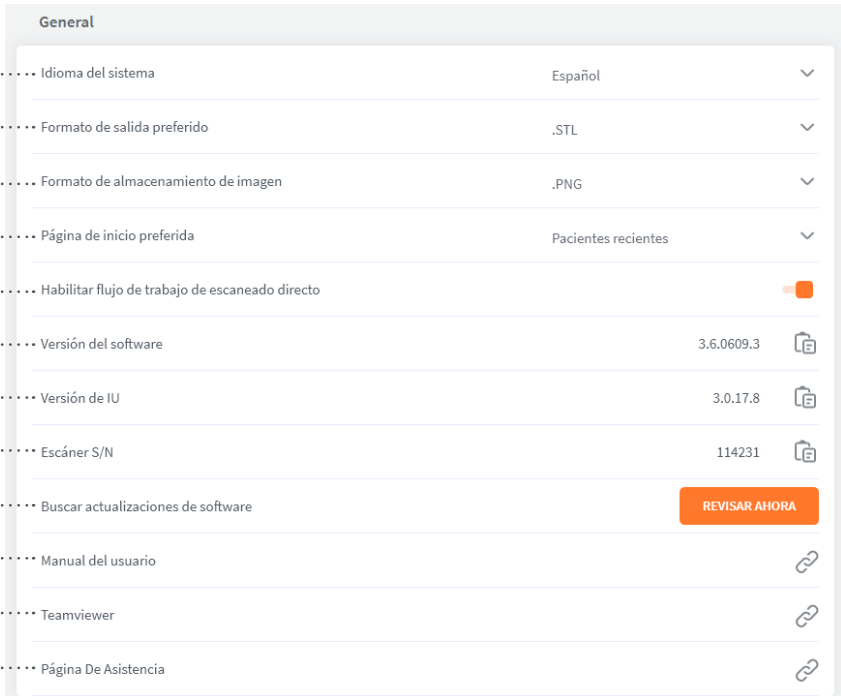 General
Idioma del sistema Español
Formato de salida preferido .STL
Formato de almacenamiento de imagen .PNG
Página de inicio preferida Pacientes recientes
Habilitar flujo de trabajo de escaneado directo
Versión del software 3.6.0609.3
Versión de IU 3.0.17.8
Escáner S/N 114231
Buscar actualizaciones de software REVISAR AHORA
Manual del usuario
Teamviewer
Página De Asistencia